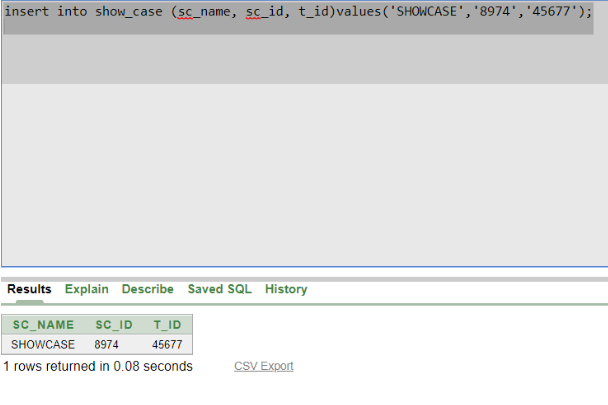 insert into show_case (sc_name, sc_id, t_id)values('SHOWCASE','8974','45677');
Results Explain Describe Saved SQL History
SC_NAME SC_ID T_ID
SHOWCASE 8974 45677
1 rows returned in 0.08 seconds CSV Export